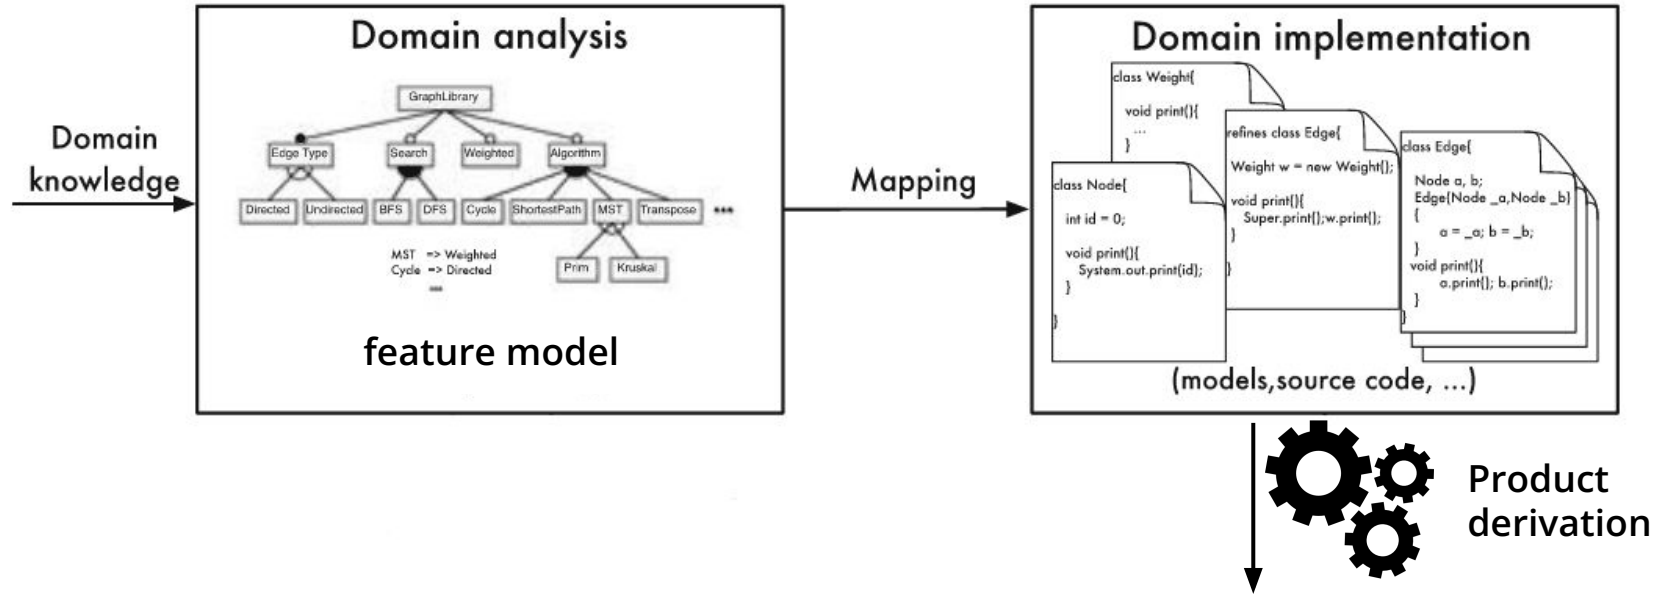 Domain
knowledge
Domain analysis
GraphLibrary
Edge Type
Search
Weighted
Algorithm
Directed
Undirected
BFS
DFS
Cycle
ShortestPath
MST
Transpose
•••
MST => Weighted
Cycle => Directed
•••
Prim
Kruskal
feature model
Mapping
Domain implementation
class Weight{
void print(){
...
}
refines class Edge{
Weight w = new Weight();
void print(){
Super.print();w.print();
}
}
class Edge{
Node a, b;
Edge(Node _a,Node _b)
{
a = _a; b = _b;
}
void print(){
a.print(); b.print();
}
}
class Node{
int id = 0;
void print(){
System.out.print(id);
}
}
(models,source code, ...)
Product
derivation